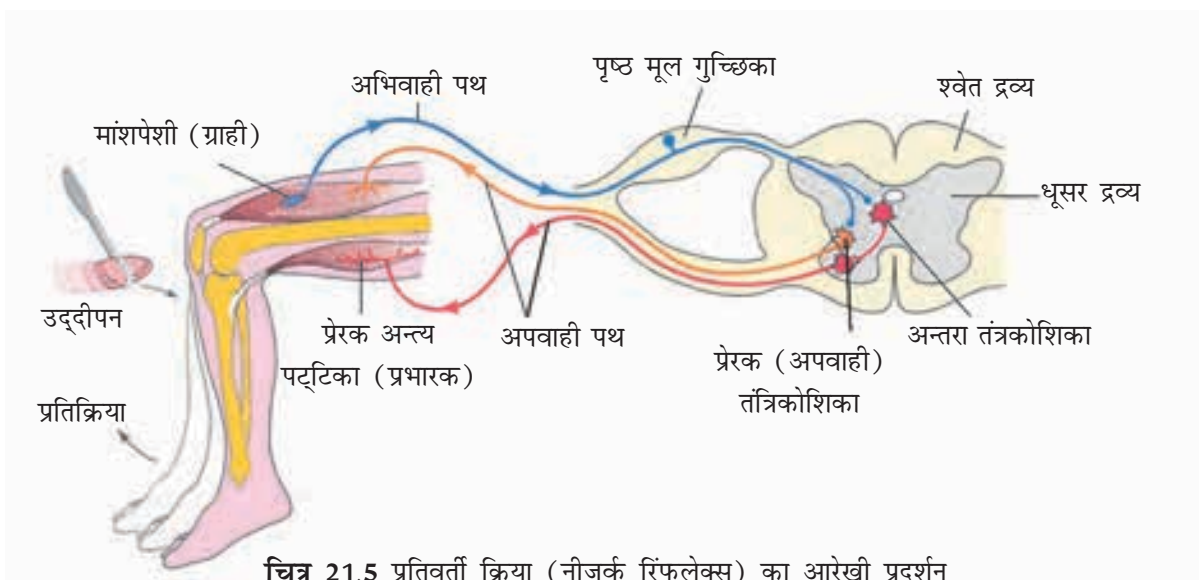 पृष्ठ मूल गुच्छिका
अभिवाही पथ
श्वेत द्रव्य
मांशपेशी (ग्राही)
धूसर द्रव्य
उद्दीपन
प्रेरक अन्त्य
पट्टिका (प्रभारक)
अपवाही पथ
अन्तरा तंत्रकोशिका
प्रेरक (अपवाही)
तंत्रिकोशिका
प्रतिक्रिया
चित्र 21.5 प्रतिवर्ती क्रिया (नीजर्क रिंफलेक्स) का आरेखी प्रदर्शन